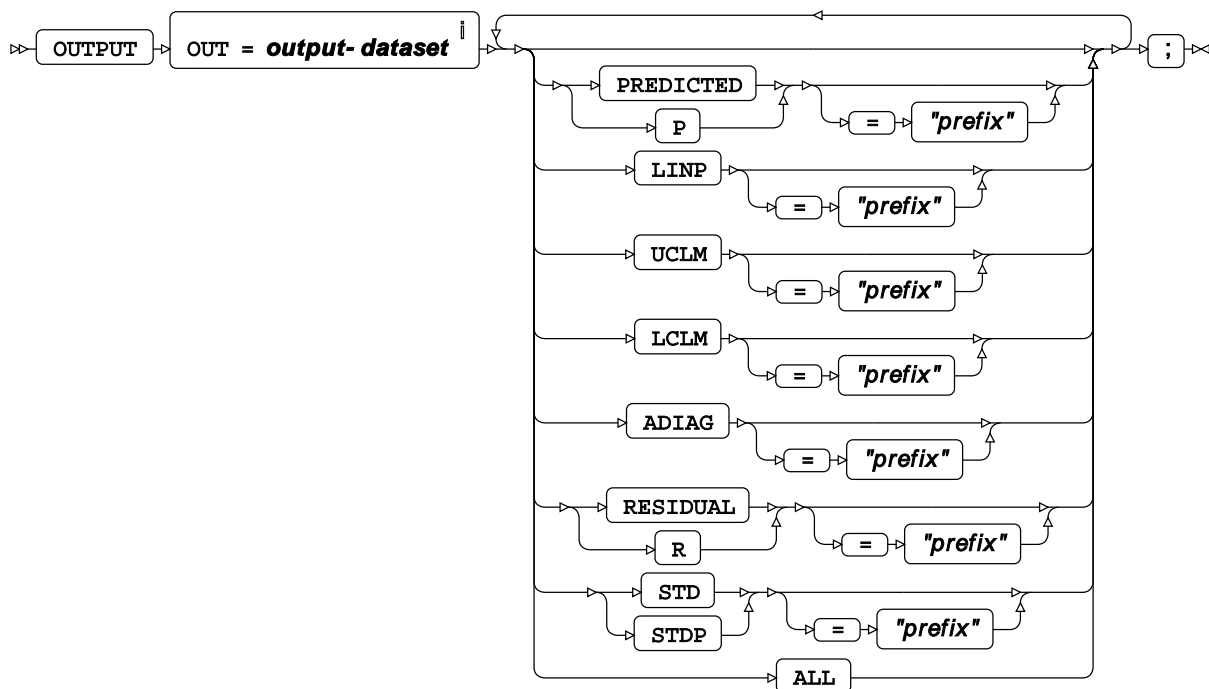 OUTPUT OUT = output- dataset i ;
PREDICTED
= "prefix"
P
LINP
= "prefix"
UCLM
= "prefix"
LCLM
= "prefix"
ADIAG
= "prefix"
RESIDUAL
= "prefix"
R
STD
= "prefix"
STDP
ALL